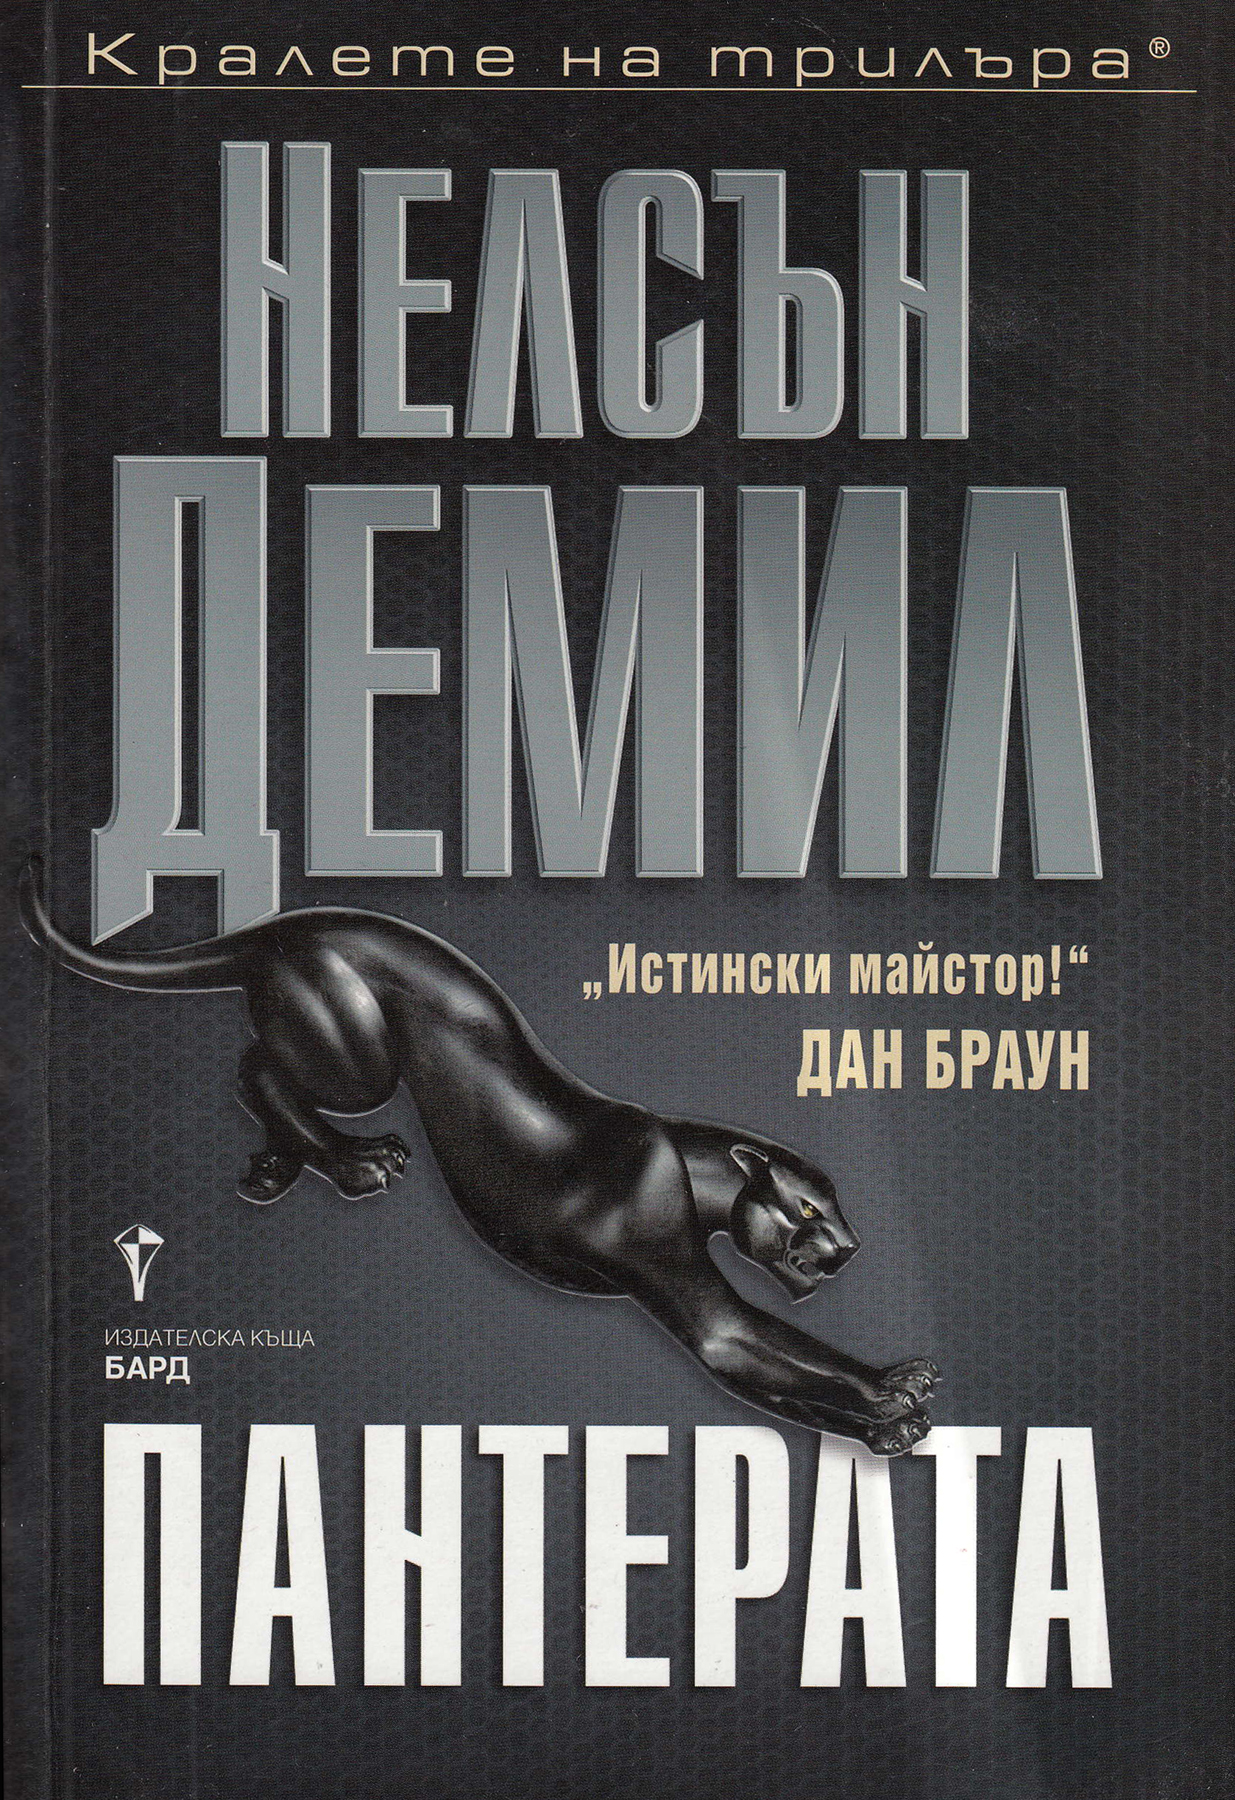 Кралете на трилъра®
НЕЛСЪН
ДЕМИЛ
„Истински майстор!“
ДАН БРАУН
ИЗДАТЕЛСКА КЪЩА
БАРД
ПАНТЕРАТА